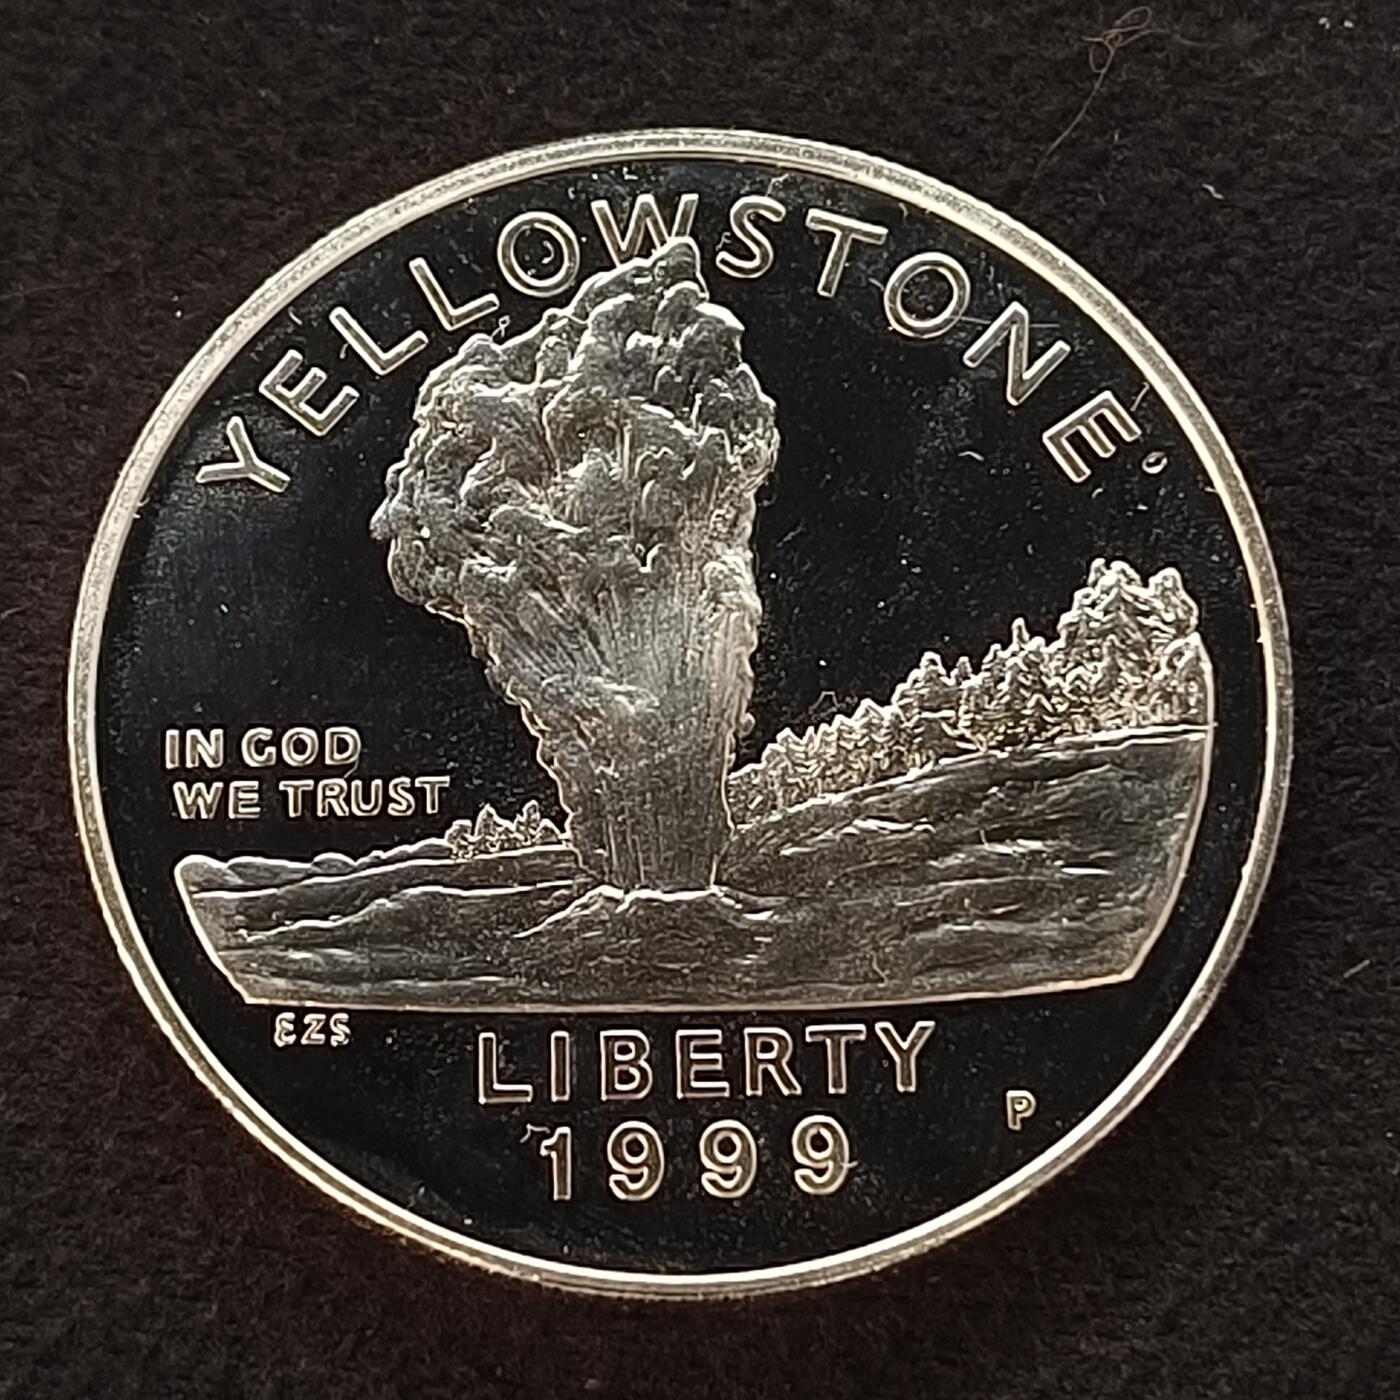 YELLOWSTONE
IN GOD
WE TRUST
EZS
LIBERTY
P
1999